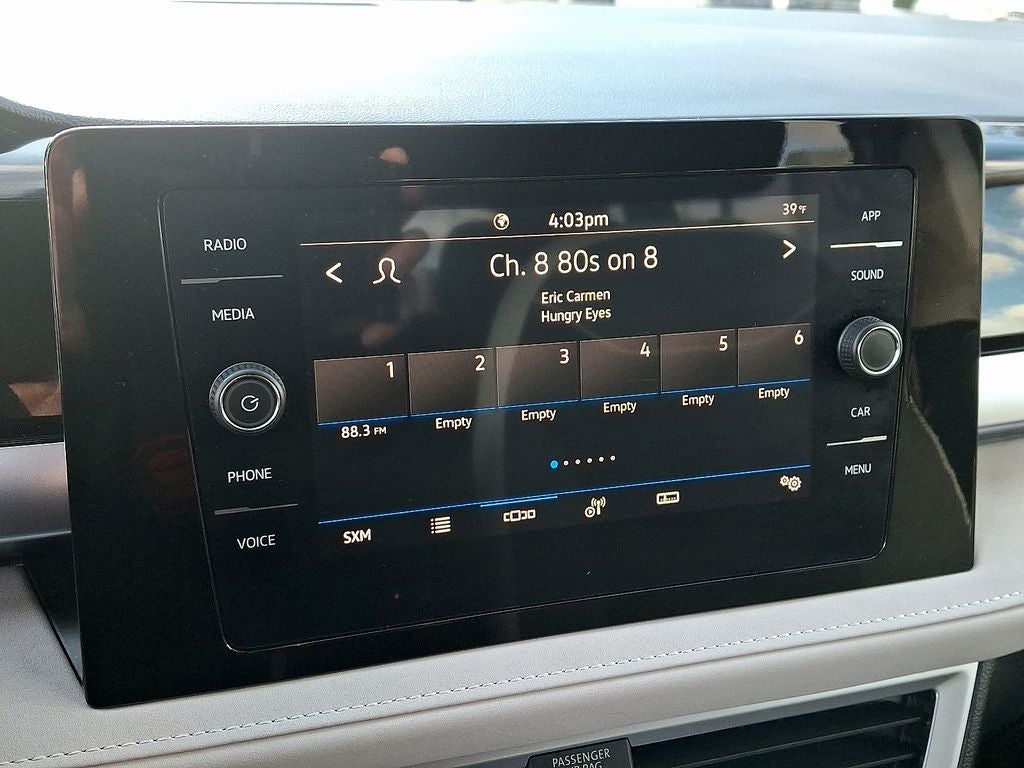 4:03pm
39°F
RADIO
APP
< Ch. 8 80s on 8 >
MEDIA
SOUND
Eric Carmen
Hungry Eyes
1 2 3 4 5 6
88.3 FM Empty Empty Empty Empty Empty
CAR
PHONE
MENU
VOICE
SXM
PASSENGER
BAG